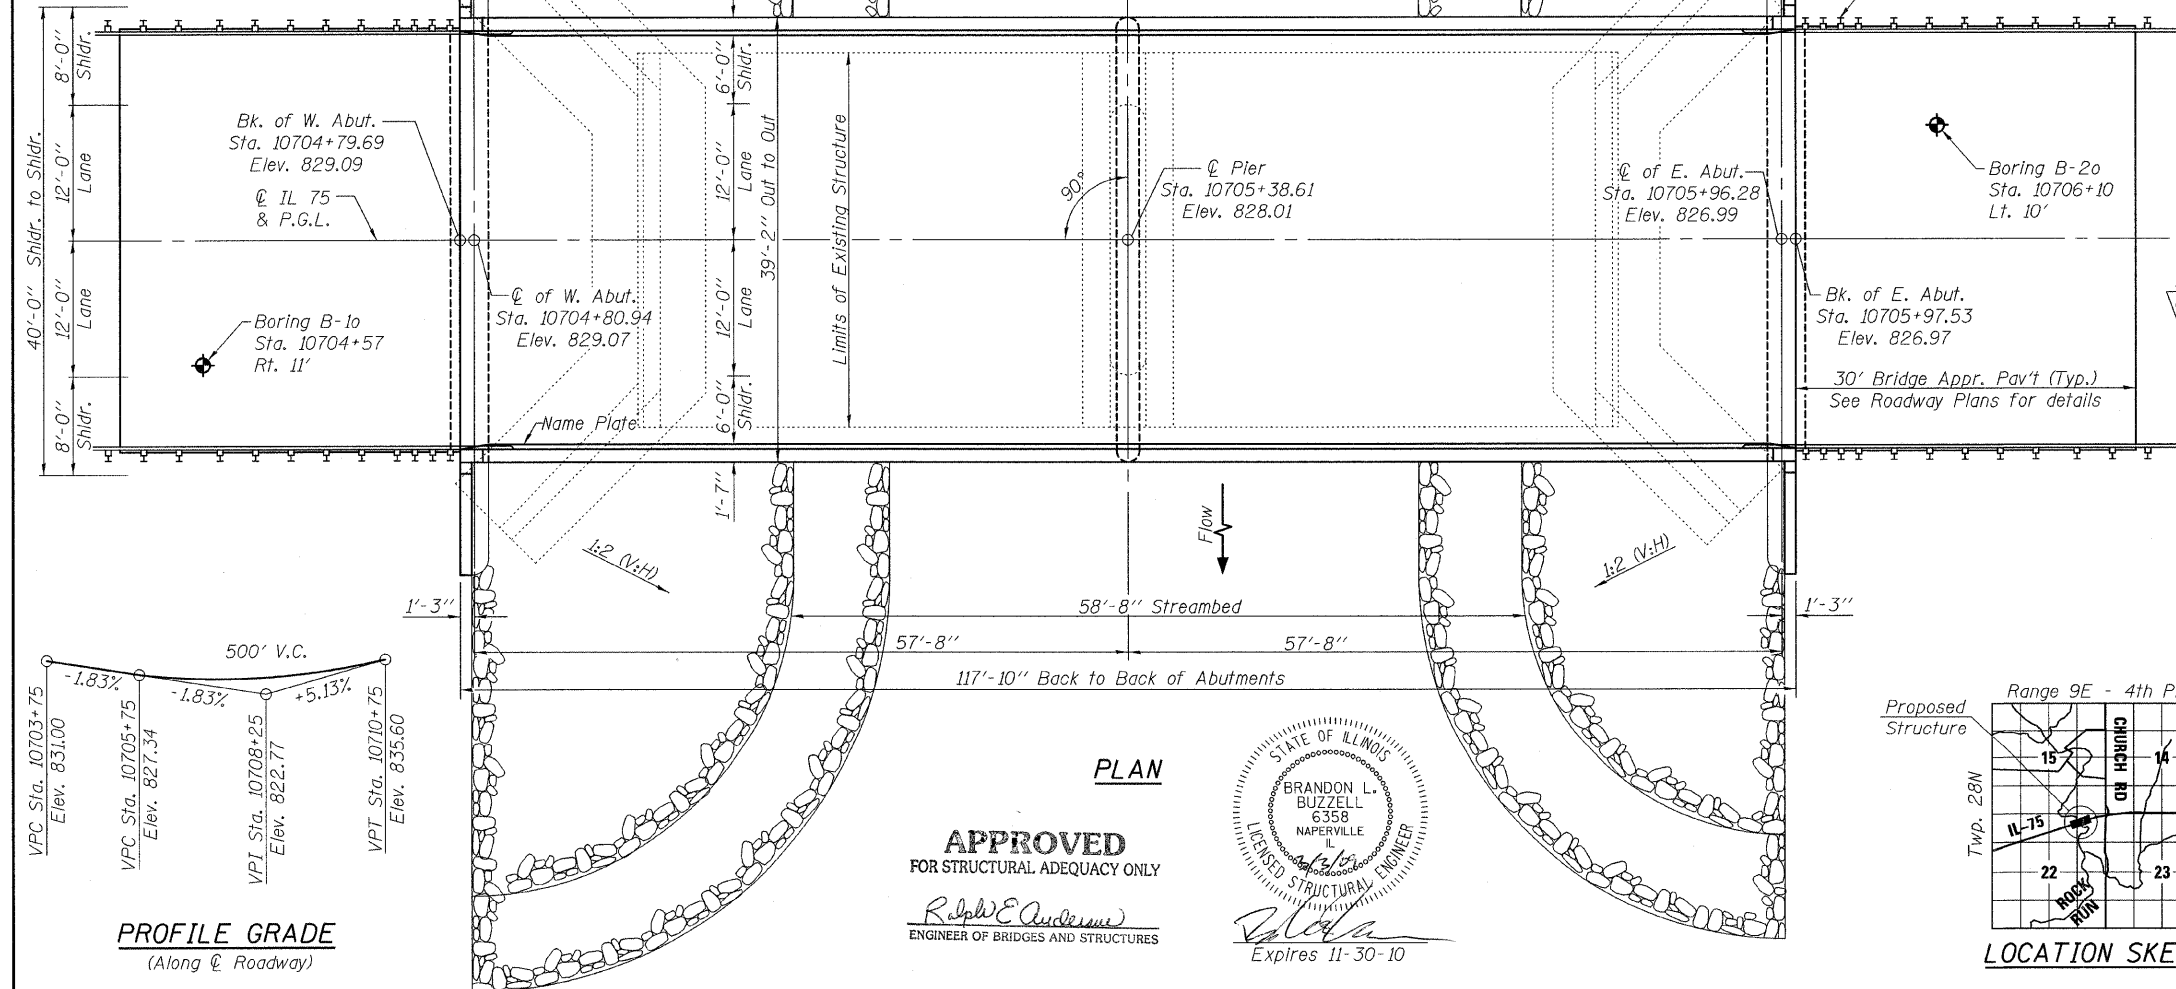 8'-0"
Shldr.
12'-0"
Lane
40'-0" Shldr. to Shldr.
12'-0"
Lane
8'-0"
Shldr.
Bk. of W. Abut.
Sta. 10704+79.69
Elev. 829.09
℄ IL 75
& P.G.L.
Boring B-1o
Sta. 10704+57
Rt. 11'
℄ of W. Abut.
Sta. 10704+80.94
Elev. 829.07
Name Plate
6'-0"
Shldr.
12'-0"
Lane
39'-2" Out to Out
12'-0"
Lane
6'-0"
Shldr.
1'-7"
Limits of Existing Structure
90°
℄ Pier
Sta. 10705+38.61
Elev. 828.01
℄ of E. Abut.
Sta. 10705+96.28
Elev. 826.99
Boring B-2o
Sta. 10706+10
Lt. 10'
Bk. of E. Abut.
Sta. 10705+97.53
Elev. 826.97
30' Bridge Appr. Pav't (Typ.)
See Roadway Plans for details
1:2 (V:H)
Flow
1:2 (V:H)
1'-3"
58'-8" Streambed
1'-3"
57'-8"
57'-8"
117'-10" Back to Back of Abutments
500' V.C.
-1.83%
-1.83%
+5.13%
VPC Sta. 10703+75
Elev. 831.00
VPC Sta. 10705+75
Elev. 827.34
VPI Sta. 10708+25
Elev. 822.77
VPT Sta. 10710+75
Elev. 835.60
PROFILE GRADE
(Along ℄ Roadway)
PLAN
APPROVED
FOR STRUCTURAL ADEQUACY ONLY
Ralph E. Anderson
ENGINEER OF BRIDGES AND STRUCTURES
STATE OF ILLINOIS
BRANDON L.
BUZZELL
6358
NAPERVILLE
IL
LICENSED STRUCTURAL ENGINEER
Expires 11-30-10
Range 9E - 4th P.
Proposed
Structure
Twp. 28N
CHURCH RD
15
14
IL-75
22
23
ROCK
RUN
LOCATION SKE